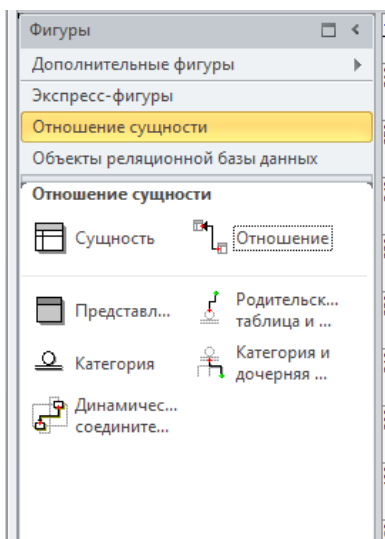 Фигуры
Дополнительные фигуры
Экспресс-фигуры
Отношение сущности
Объекты реляционной базы данных
Отношение сущности
Сущность
Отношение
Представл...
Родительск...
таблица и ...
Категория
Категория и
дочерняя ...
Динамичес...
соедините...